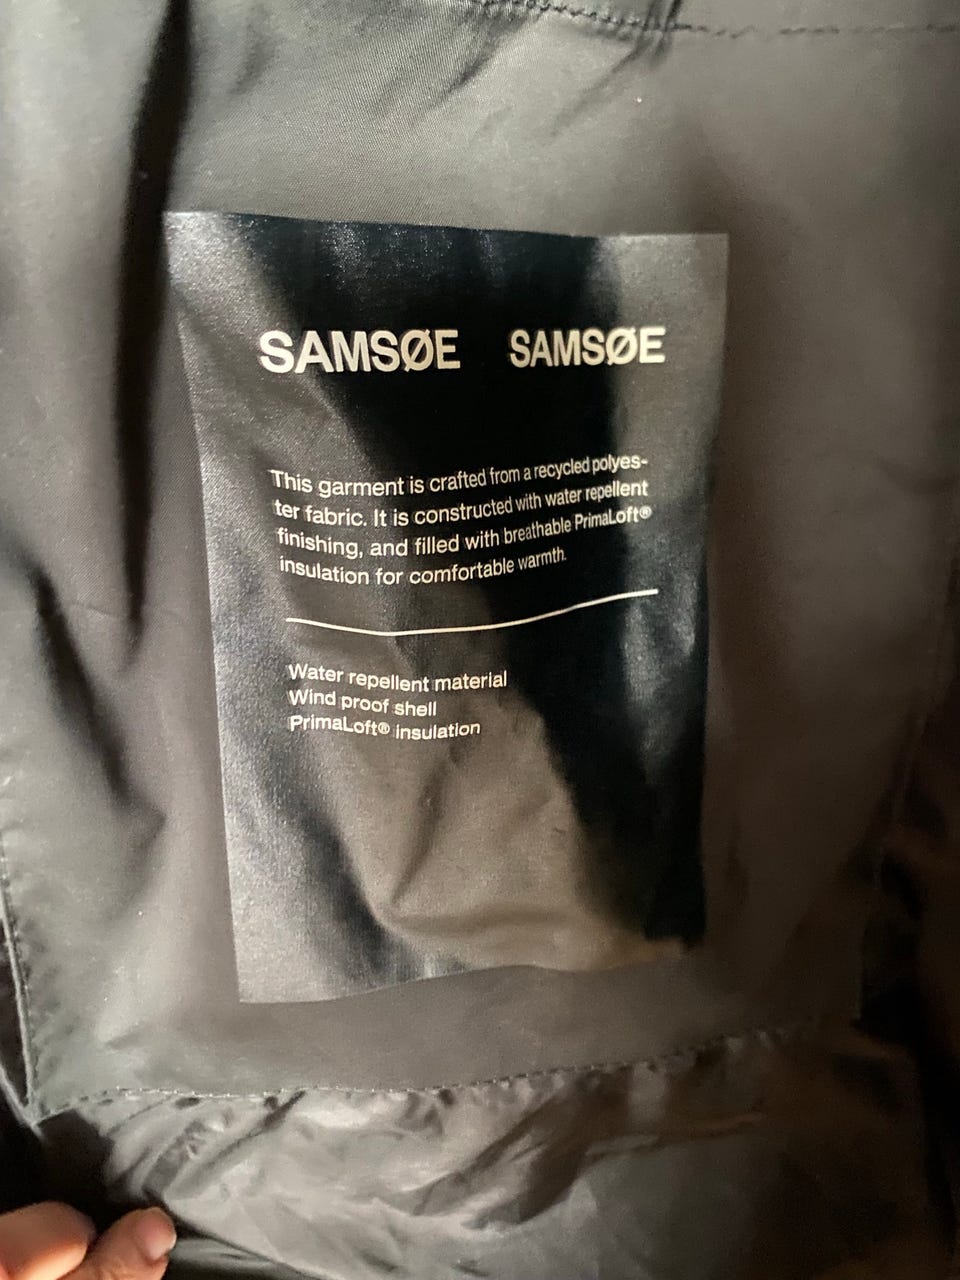 SAMSØE SAMSØE
This garment is crafted from a recycled polyes-
ter fabric. It is constructed with water repellent
finishing, and filled with breathable PrimaLoft®
insulation for comfortable warmth.
Water repellent material
Wind proof shell
PrimaLoft® insulation